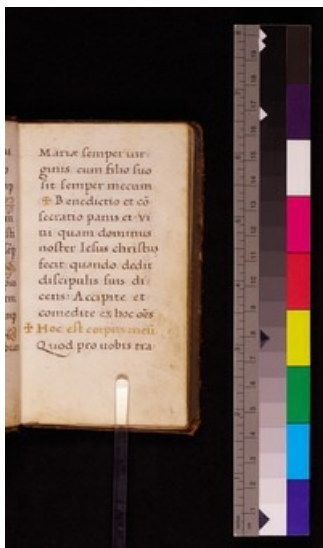 Mariæ semper uir-
ginis. cum filio suo
sit semper mecum
✠ Benedictio et cō
secratio panis et vi
ni quam dominus
noster Iesus christus
fecit quando dedit
discipulis suis di-
cens: Accipite et
comedite ex hoc oēs
✠ Hoc est corpus meū.
Quod pro uobis tra-